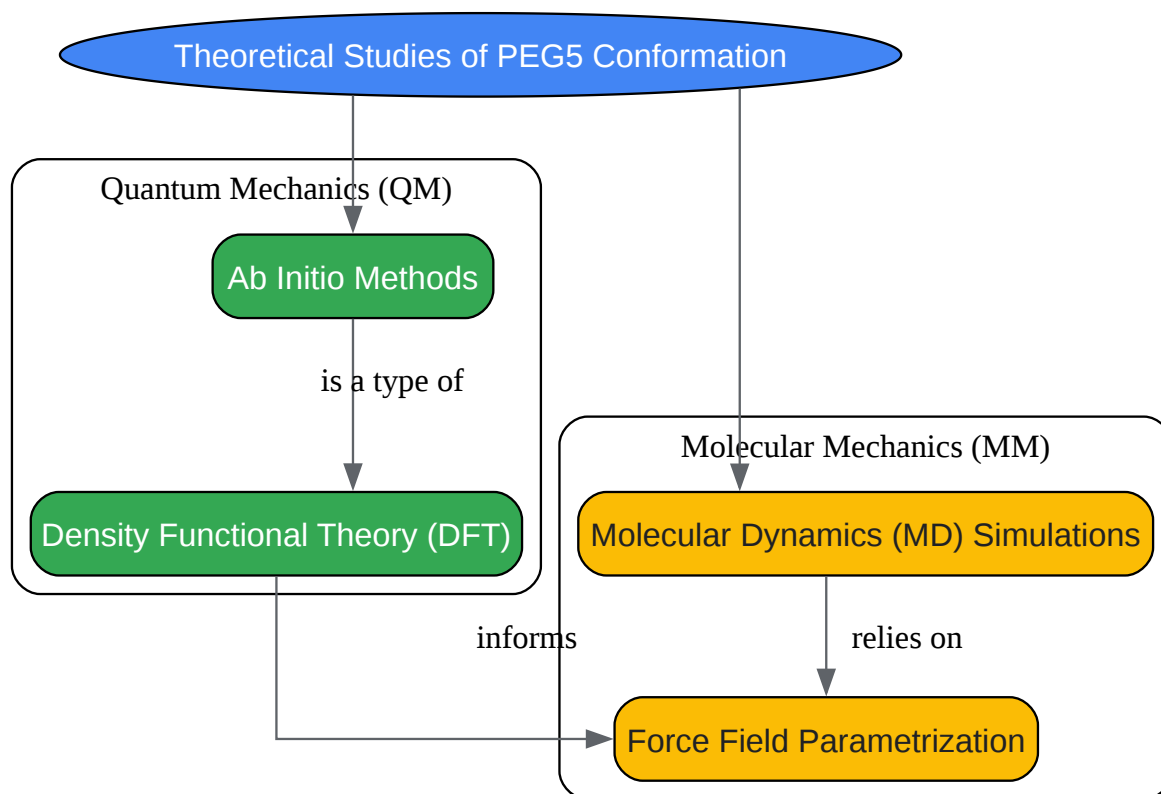 Theoretical Studies of PEG5 Conformation
Quantum Mechanics (QM)
Ab Initio Methods
is a type of
Density Functional Theory (DFT)
Molecular Mechanics (MM)
Molecular Dynamics (MD) Simulations
informs
relies on
Force Field Parametrization